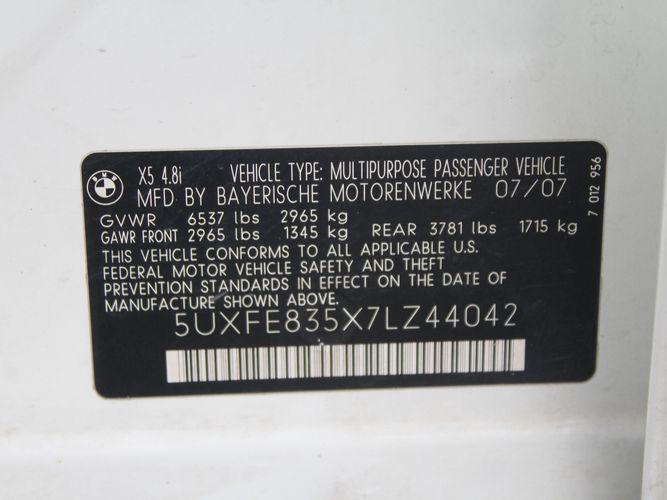 BMW
X5 4.8i VEHICLE TYPE: MULTIPURPOSE PASSENGER VEHICLE
MFD BY BAYERISCHE MOTORENWERKE 07/07
GVWR 6537 lbs 2965 kg
GAWR FRONT 2965 lbs 1345 kg REAR 3781 lbs 1715 kg
THIS VEHICLE CONFORMS TO ALL APPLICABLE U.S.
FEDERAL MOTOR VEHICLE SAFETY AND THEFT
PREVENTION STANDARDS IN EFFECT ON THE DATE OF
MANUFACTURE SHOWN ABOVE.
5UXFE835X7LZ44042
7 012 956